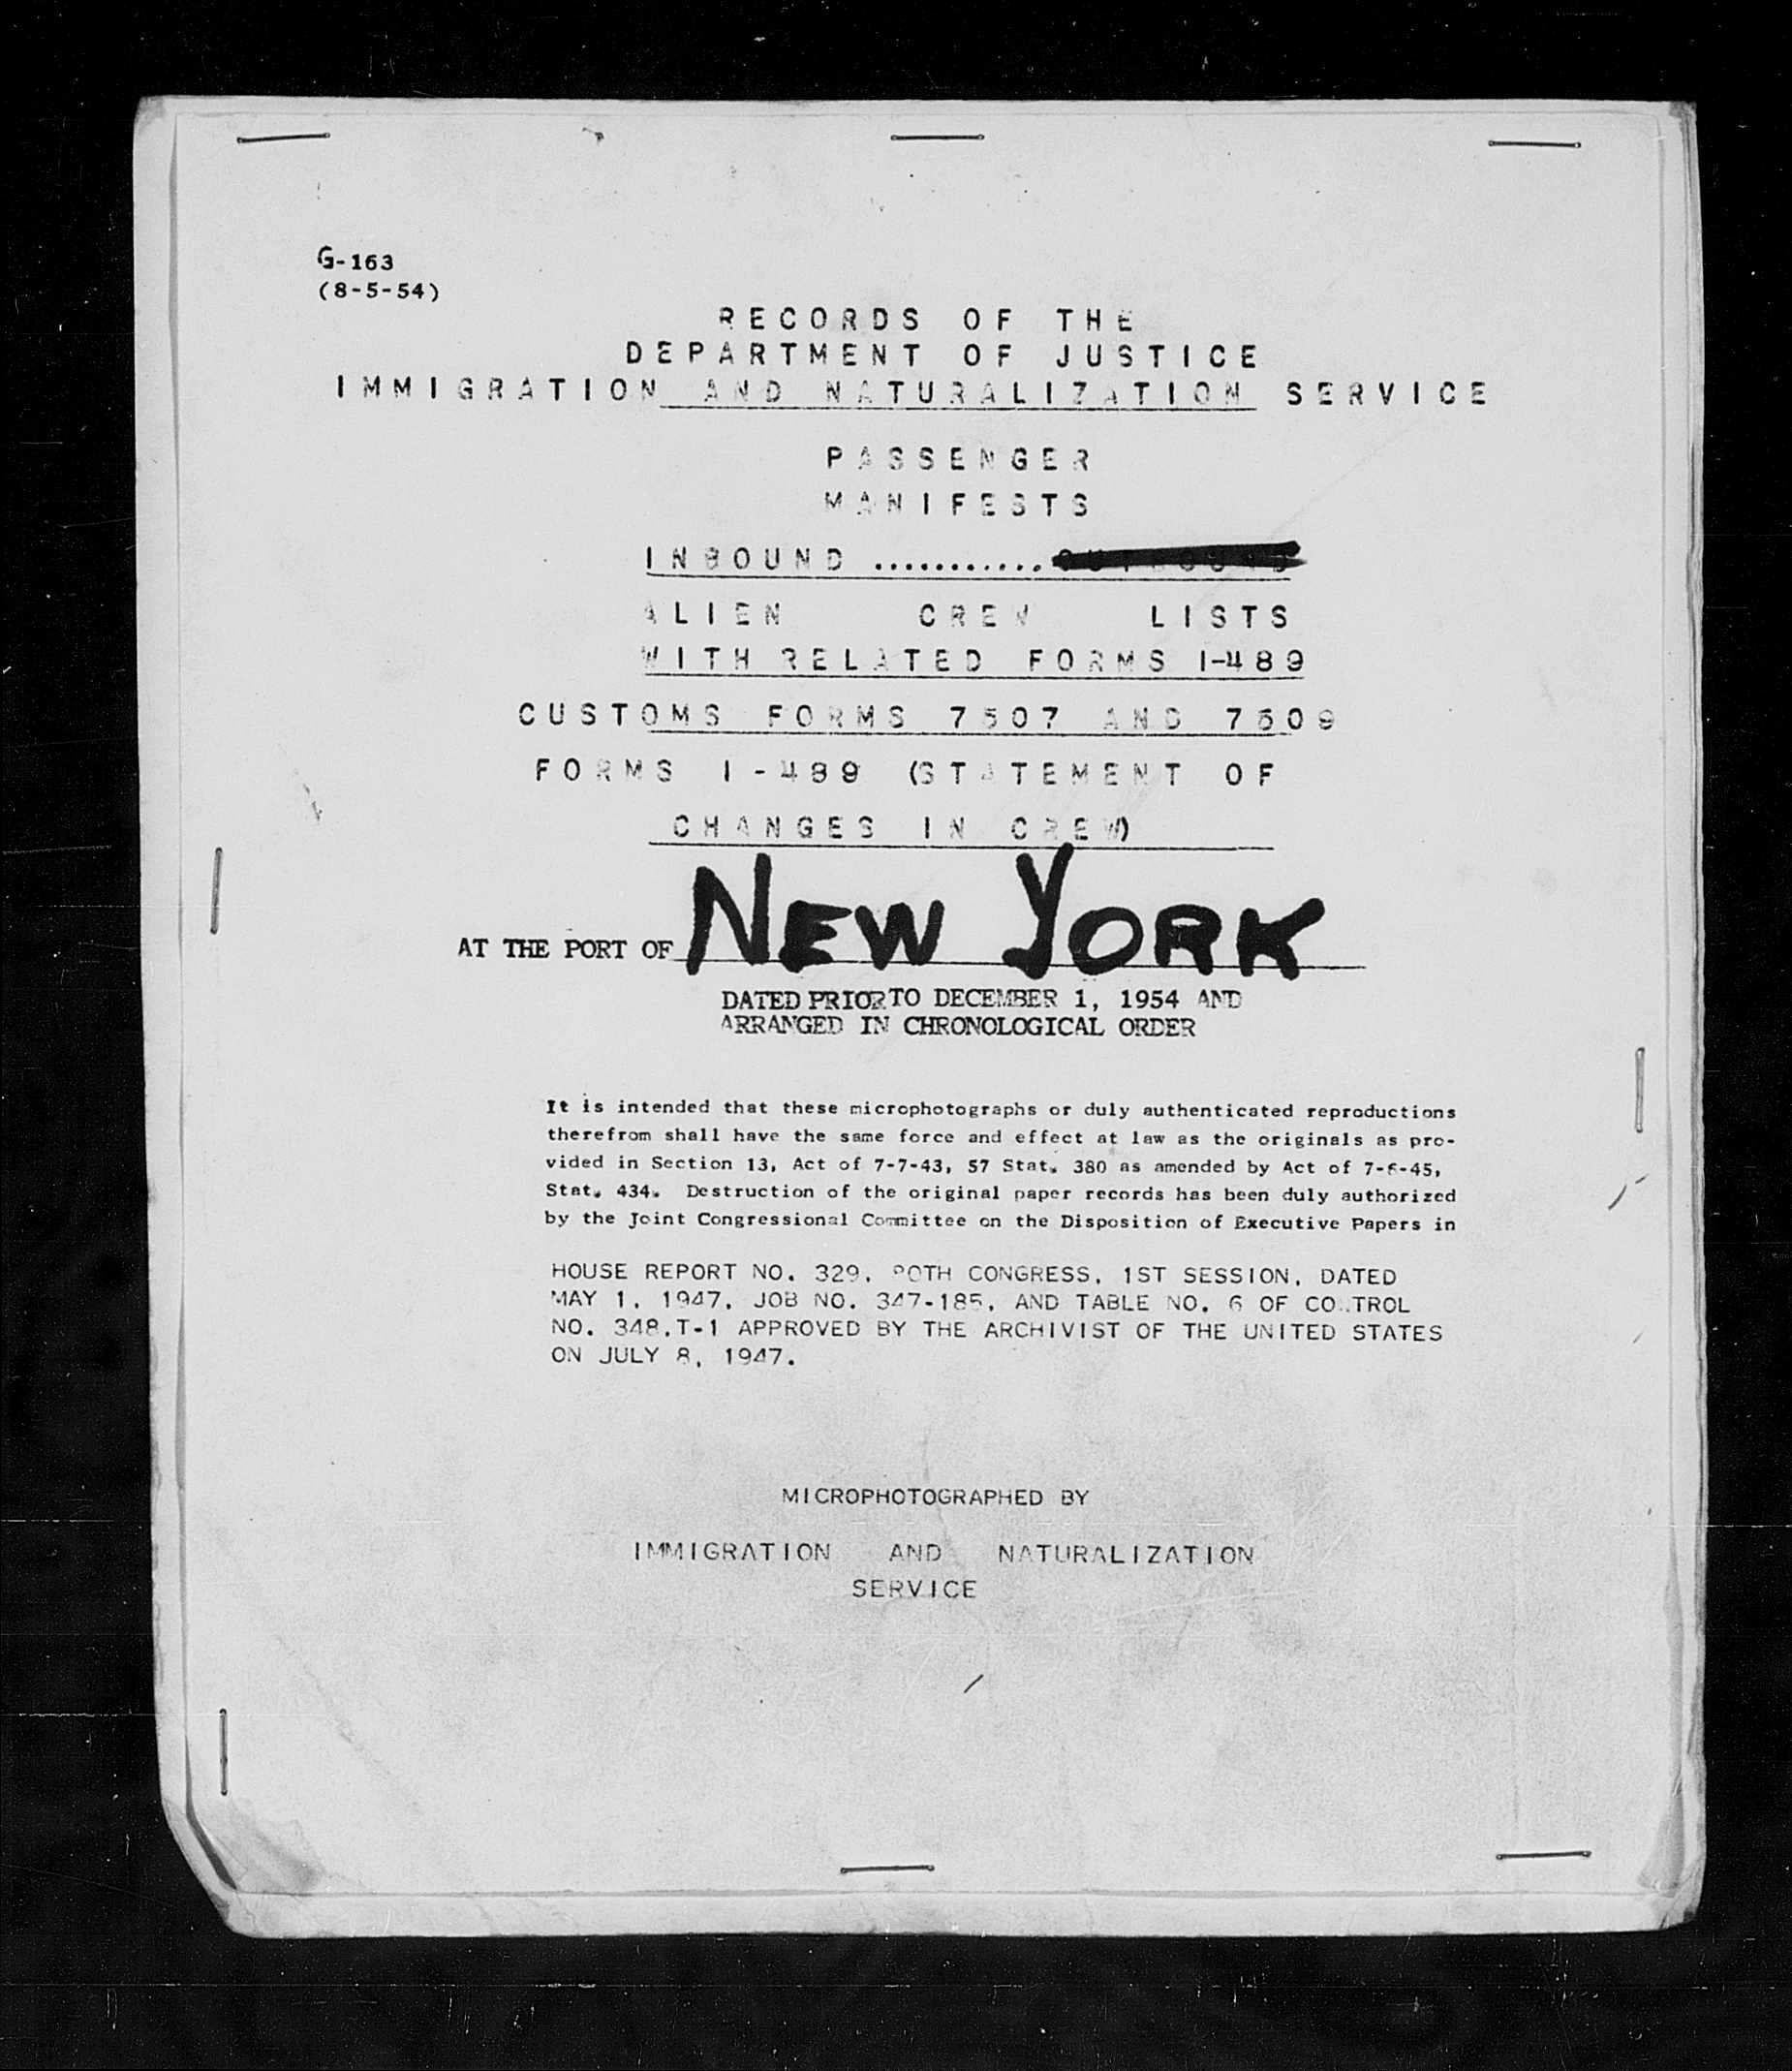 G-163
(8-5-54)
RECORDS OF THE
DEPARTMENT OF JUSTICE
IMMIGRATION AND NATURALIZATION SERVICE
PASSENGER
MANIFESTS
INBOUND ...........
ALIEN CREW LISTS
WITH RELATED FORMS I-489
CUSTOMS FORMS 7507 AND 7509
FORMS I-489 (STATEMENT OF
CHANGES IN CREW)
AT THE PORT OF NEW YORK
DATED PRIOR TO DECEMBER 1, 1954 AND
ARRANGED IN CHRONOLOGICAL ORDER
It is intended that these microphotographs or duly authenticated reproductions
therefrom shall have the same force and effect at law as the originals as pro-
vided in Section 13, Act of 7-7-43, 57 Stat. 380 as amended by Act of 7-6-45,
Stat. 434. Destruction of the original paper records has been duly authorized
by the Joint Congressional Committee on the Disposition of Executive Papers in
HOUSE REPORT NO. 329, 80TH CONGRESS, 1ST SESSION, DATED
MAY 1, 1947, JOB NO. 347-185, AND TABLE NO. 6 OF CONTROL
NO. 348,T-1 APPROVED BY THE ARCHIVIST OF THE UNITED STATES
ON JULY 8, 1947.
MICROPHOTOGRAPHED BY
IMMIGRATION AND NATURALIZATION
SERVICE